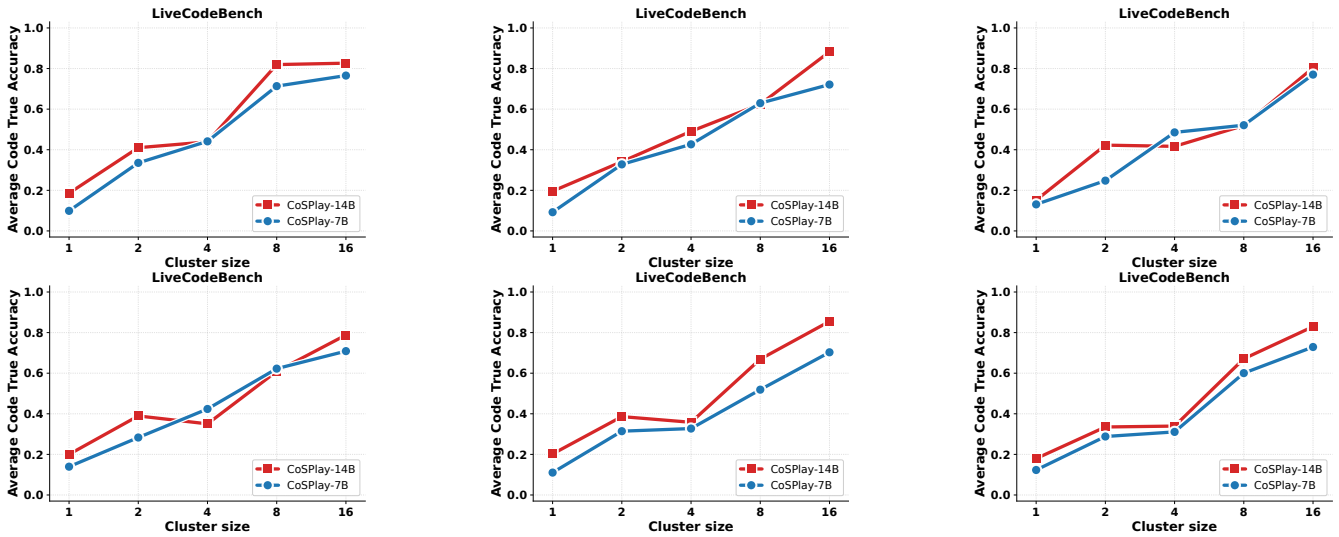 LiveCodeBench
Average Code True Accuracy
1.0
0.8
0.6
0.4
0.2
0.0
CoSPlay-14B
CoSPlay-7B
1 2 4 8 16
Cluster size
LiveCodeBench
Average Code True Accuracy
1.0
0.8
0.6
0.4
0.2
0.0
CoSPlay-14B
CoSPlay-7B
1 2 4 8 16
Cluster size
LiveCodeBench
Average Code True Accuracy
1.0
0.8
0.6
0.4
0.2
0.0
CoSPlay-14B
CoSPlay-7B
1 2 4 8 16
Cluster size
LiveCodeBench
Average Code True Accuracy
1.0
0.8
0.6
0.4
0.2
0.0
CoSPlay-14B
CoSPlay-7B
1 2 4 8 16
Cluster size
LiveCodeBench
Average Code True Accuracy
1.0
0.8
0.6
0.4
0.2
0.0
CoSPlay-14B
CoSPlay-7B
1 2 4 8 16
Cluster size
LiveCodeBench
Average Code True Accuracy
1.0
0.8
0.6
0.4
0.2
0.0
CoSPlay-14B
CoSPlay-7B
1 2 4 8 16
Cluster size